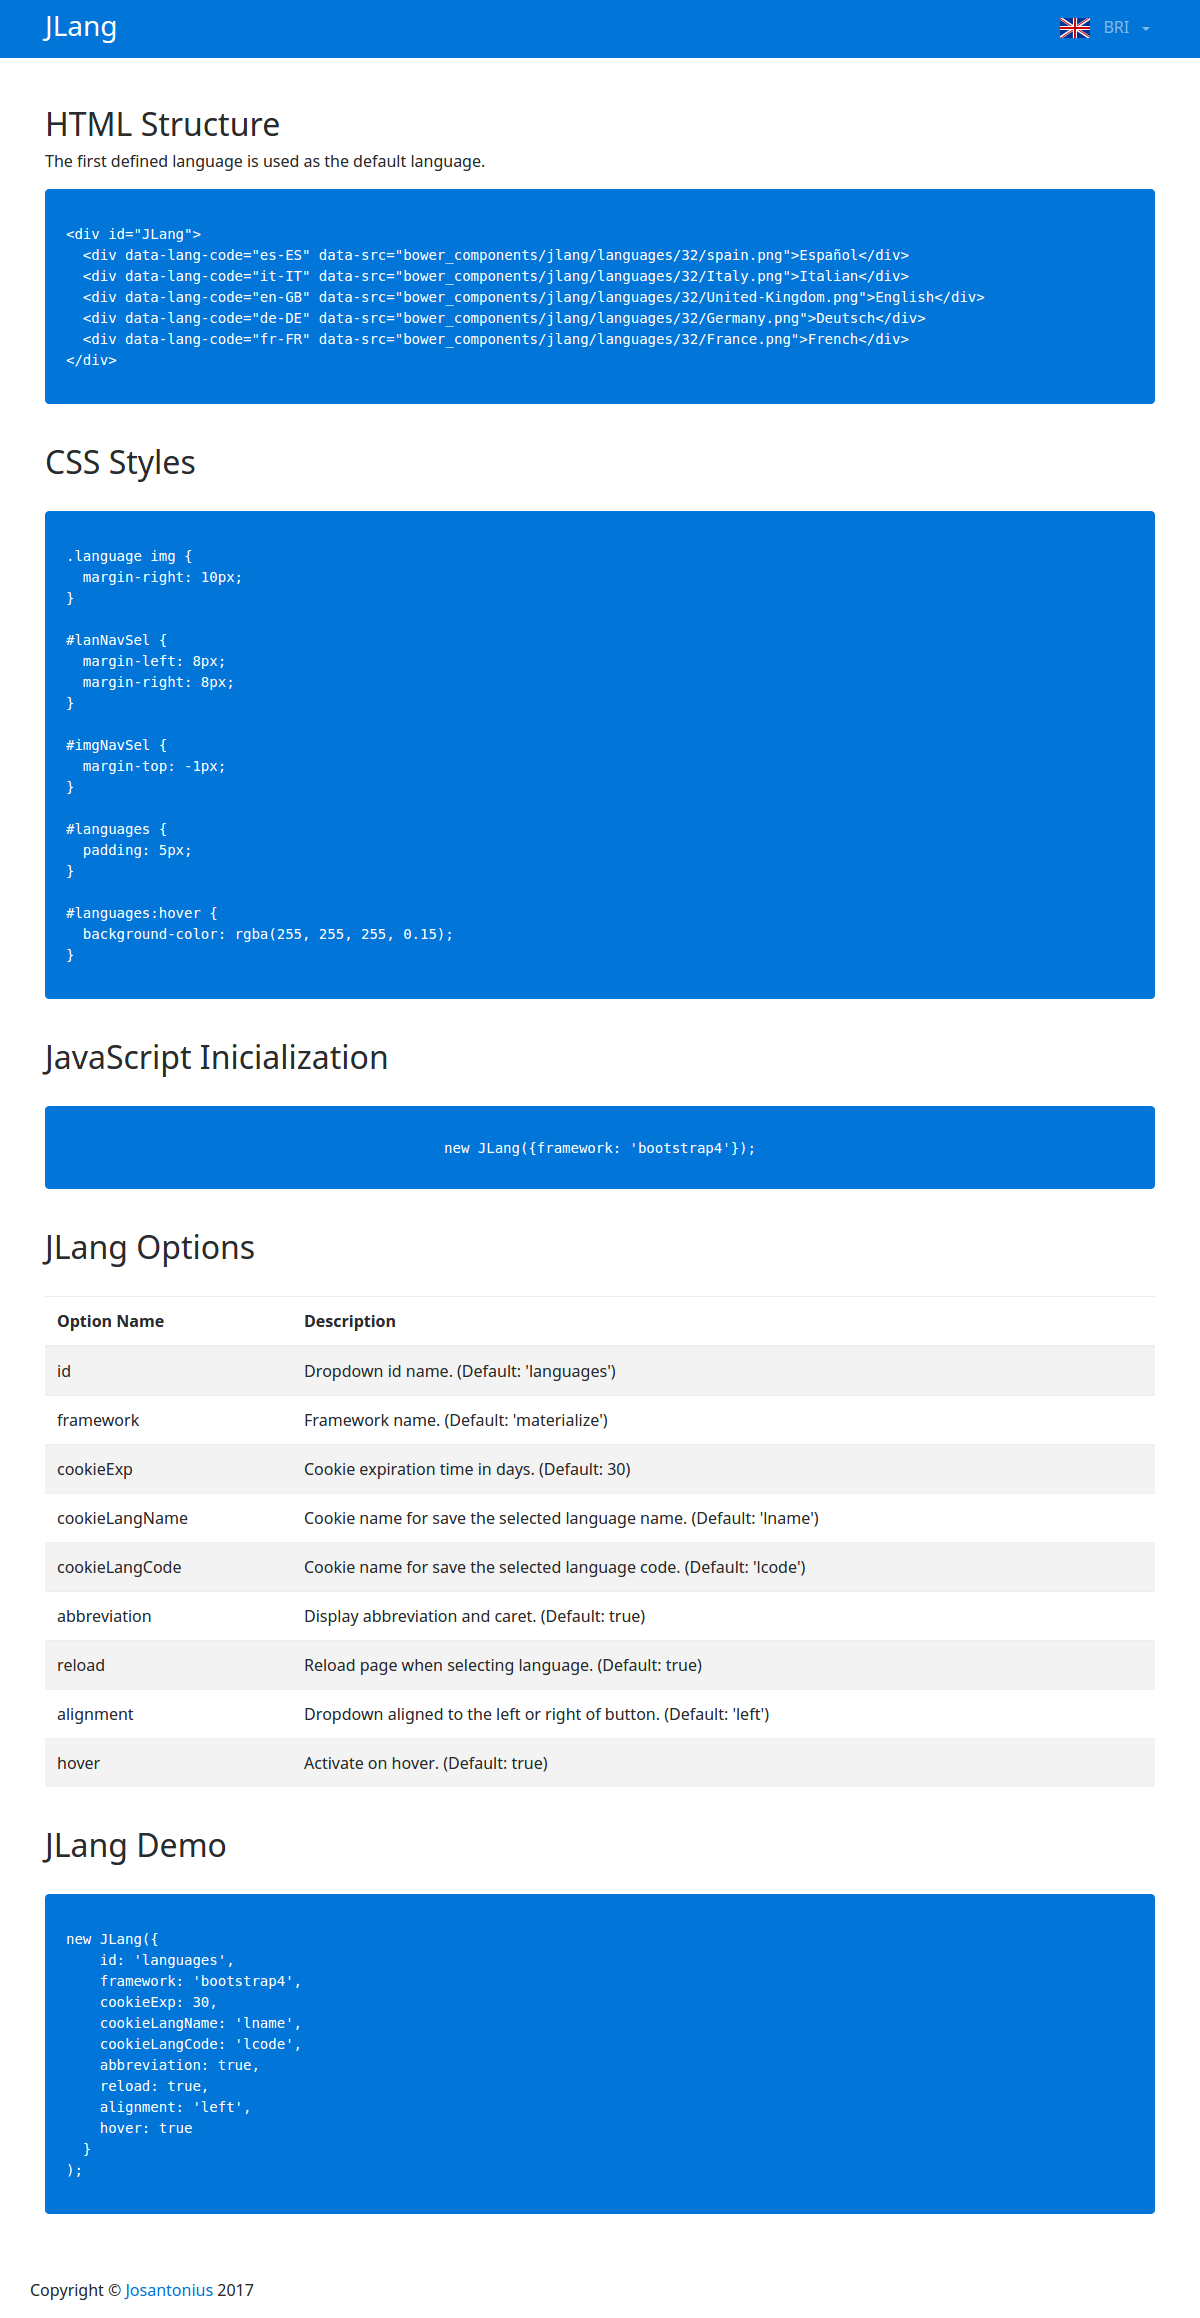 JLang
BRI
HTML Structure
The first defined language is used as the default language.
<div id="JLang">
  <div data-lang-code="es-ES" data-src="bower_components/jlang/languages/32/spain.png">Español</div>
  <div data-lang-code="it-IT" data-src="bower_components/jlang/languages/32/Italy.png">Italian</div>
  <div data-lang-code="en-GB" data-src="bower_components/jlang/languages/32/United-Kingdom.png">English</div>
  <div data-lang-code="de-DE" data-src="bower_components/jlang/languages/32/Germany.png">Deutsch</div>
  <div data-lang-code="fr-FR" data-src="bower_components/jlang/languages/32/France.png">French</div>
</div>
CSS Styles
.language img {
  margin-right: 10px;
}
#lanNavSel {
  margin-left: 8px;
  margin-right: 8px;
}
#imgNavSel {
  margin-top: -1px;
}
#languages {
  padding: 5px;
}
#languages:hover {
  background-color: rgba(255, 255, 255, 0.15);
}
JavaScript Inicialization
new JLang({framework: 'bootstrap4'});
JLang Options
Option Name Description
id Dropdown id name. (Default: 'languages')
framework Framework name. (Default: 'materialize')
cookieExp Cookie expiration time in days. (Default: 30)
cookieLangName Cookie name for save the selected language name. (Default: 'lname')
cookieLangCode Cookie name for save the selected language code. (Default: 'lcode')
abbreviation Display abbreviation and caret. (Default: true)
reload Reload page when selecting language. (Default: true)
alignment Dropdown aligned to the left or right of button. (Default: 'left')
hover Activate on hover. (Default: true)
JLang Demo
new JLang({
    id: 'languages',
    framework: 'bootstrap4',
    cookieExp: 30,
    cookieLangName: 'lname',
    cookieLangCode: 'lcode',
    abbreviation: true,
    reload: true,
    alignment: 'left',
    hover: true
  }
);
Copyright © Josantonius 2017